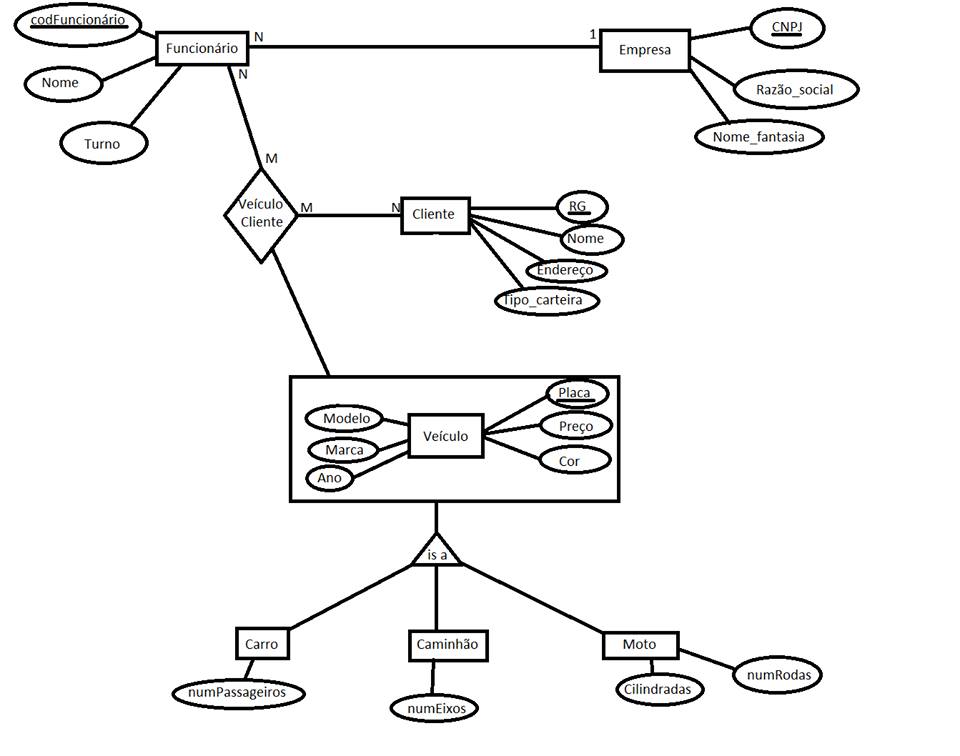 codFuncionário
Funcionário
N
1
Empresa
CNPJ
Nome
N
Razão_social
Turno
Nome_fantasia
M
Veículo
Cliente
M
N
Cliente
RG
Nome
Endereço
Tipo_carteira
Modelo
Marca
Ano
Veículo
Placa
Preço
Cor
is a
Carro
Caminhão
Moto
numPassageiros
numEixos
Cilindradas
numRodas